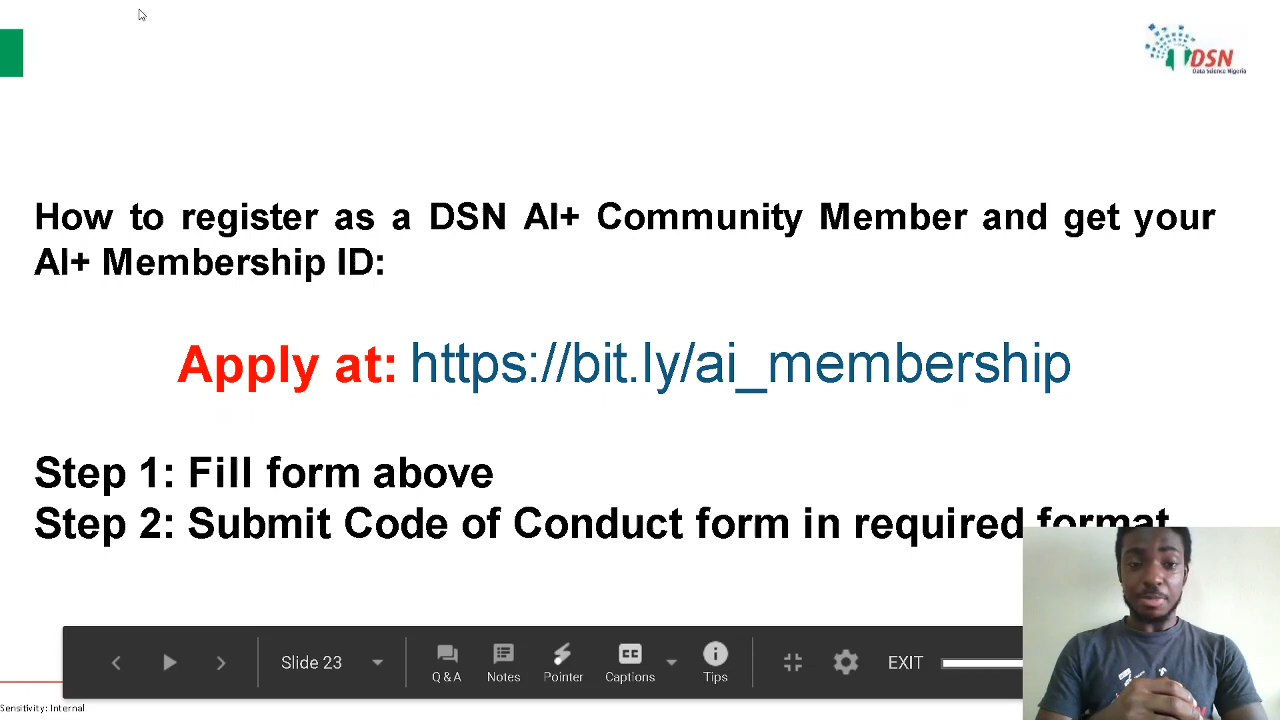 DSN
Data Science Nigeria
How to register as a DSN AI+ Community Member and get your
AI+ Membership ID:
Apply at: https://bit.ly/ai_membership
Step 1: Fill form above
Step 2: Submit Code of Conduct form in required format
Slide 23
Q&A
Notes
Pointer
CC
Captions
Tips
EXIT
Sensitivity: Internal